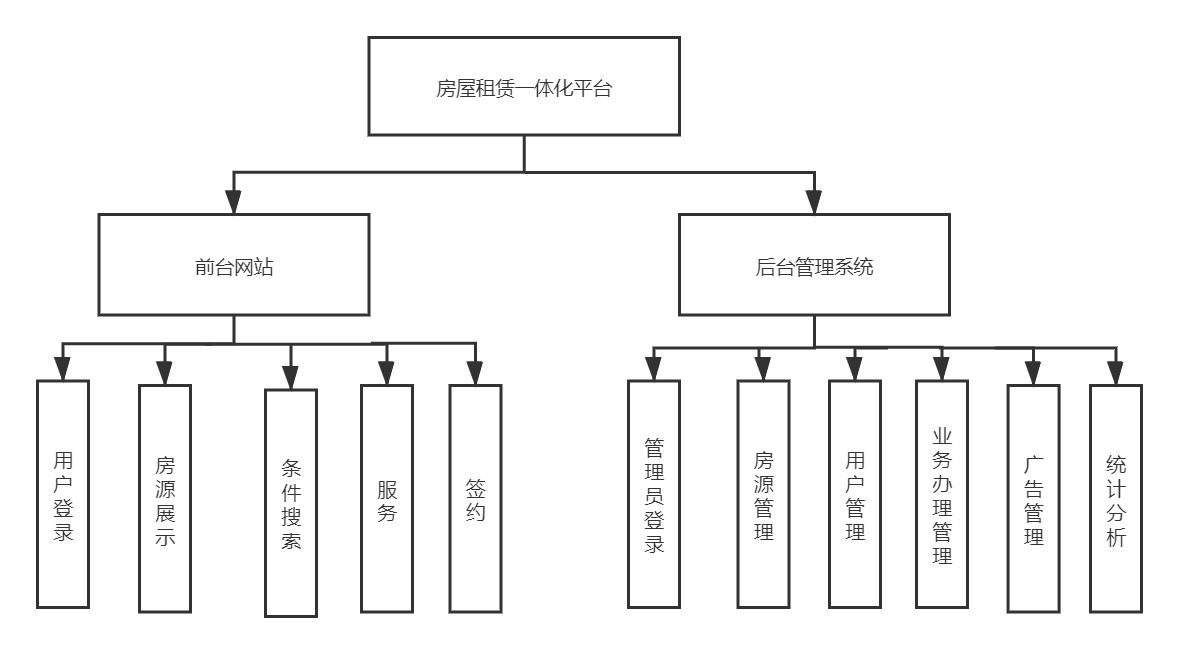 房屋租赁一体化平台
前台网站
后台管理系统
用户登录
房源展示
条件搜索
服务
签约
管理员登录
房源管理
用户管理
业务办理管理
广告管理
统计分析